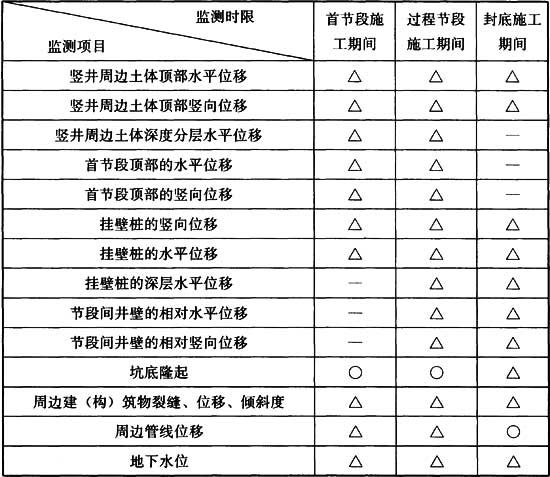 监测时限
监测项目
首节段施
工期间
过程节段
施工期间
封底施工
期间
竖井周边土体顶部水平位移 △ △ △
竖井周边土体顶部竖向位移 △ △ △
竖井周边土体深度分层水平位移 △ △ —
首节段顶部的水平位移 △ △ —
首节段顶部的竖向位移 △ △ —
挂壁桩的竖向位移 △ △ △
挂壁桩的水平位移 △ △ △
挂壁桩的深层水平位移 — △ △
节段间井壁的相对水平位移 — △ △
节段间井壁的相对竖向位移 — △ △
坑底隆起 ○ ○ △
周边建（构）筑物裂缝、位移、倾斜度 △ △ △
周边管线位移 △ △ ○
地下水位 △ △ △